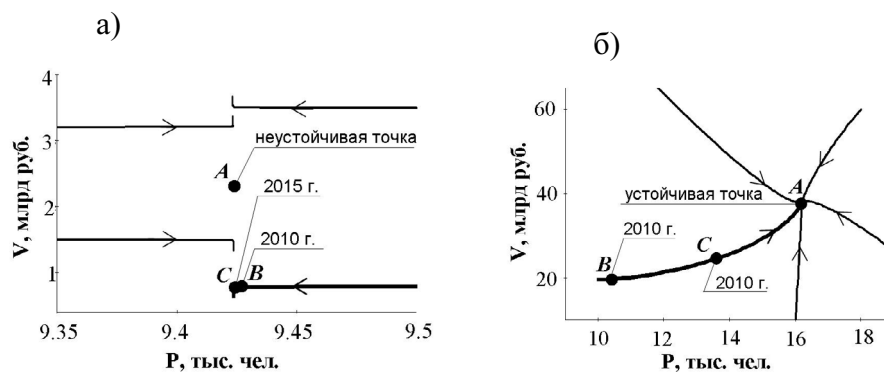 а)
4
3
2
1
V, млрд руб.
неустойчивая точка
A
2015 г.
2010 г.
C
B
9.35
9.4
9.45
9.5
P, тыс. чел.
б)
60
40
20
V, млрд руб.
A
устойчивая точка
2010 г.
B
C
2010 г.
10
12
14
16
18
P, тыс. чел.